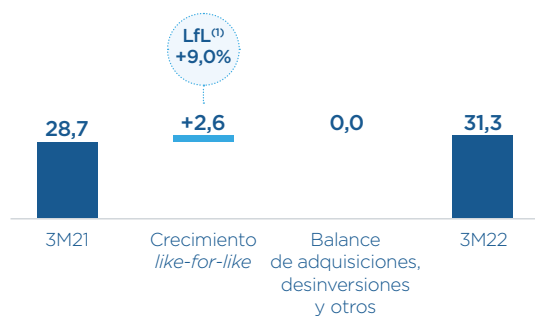 LfL(1)
+9,0%
28,7
+2,6
0,0
31,3
3M21
Crecimiento
like-for-like
Balance
de adquisiciones,
desinversiones
y otros
3M22